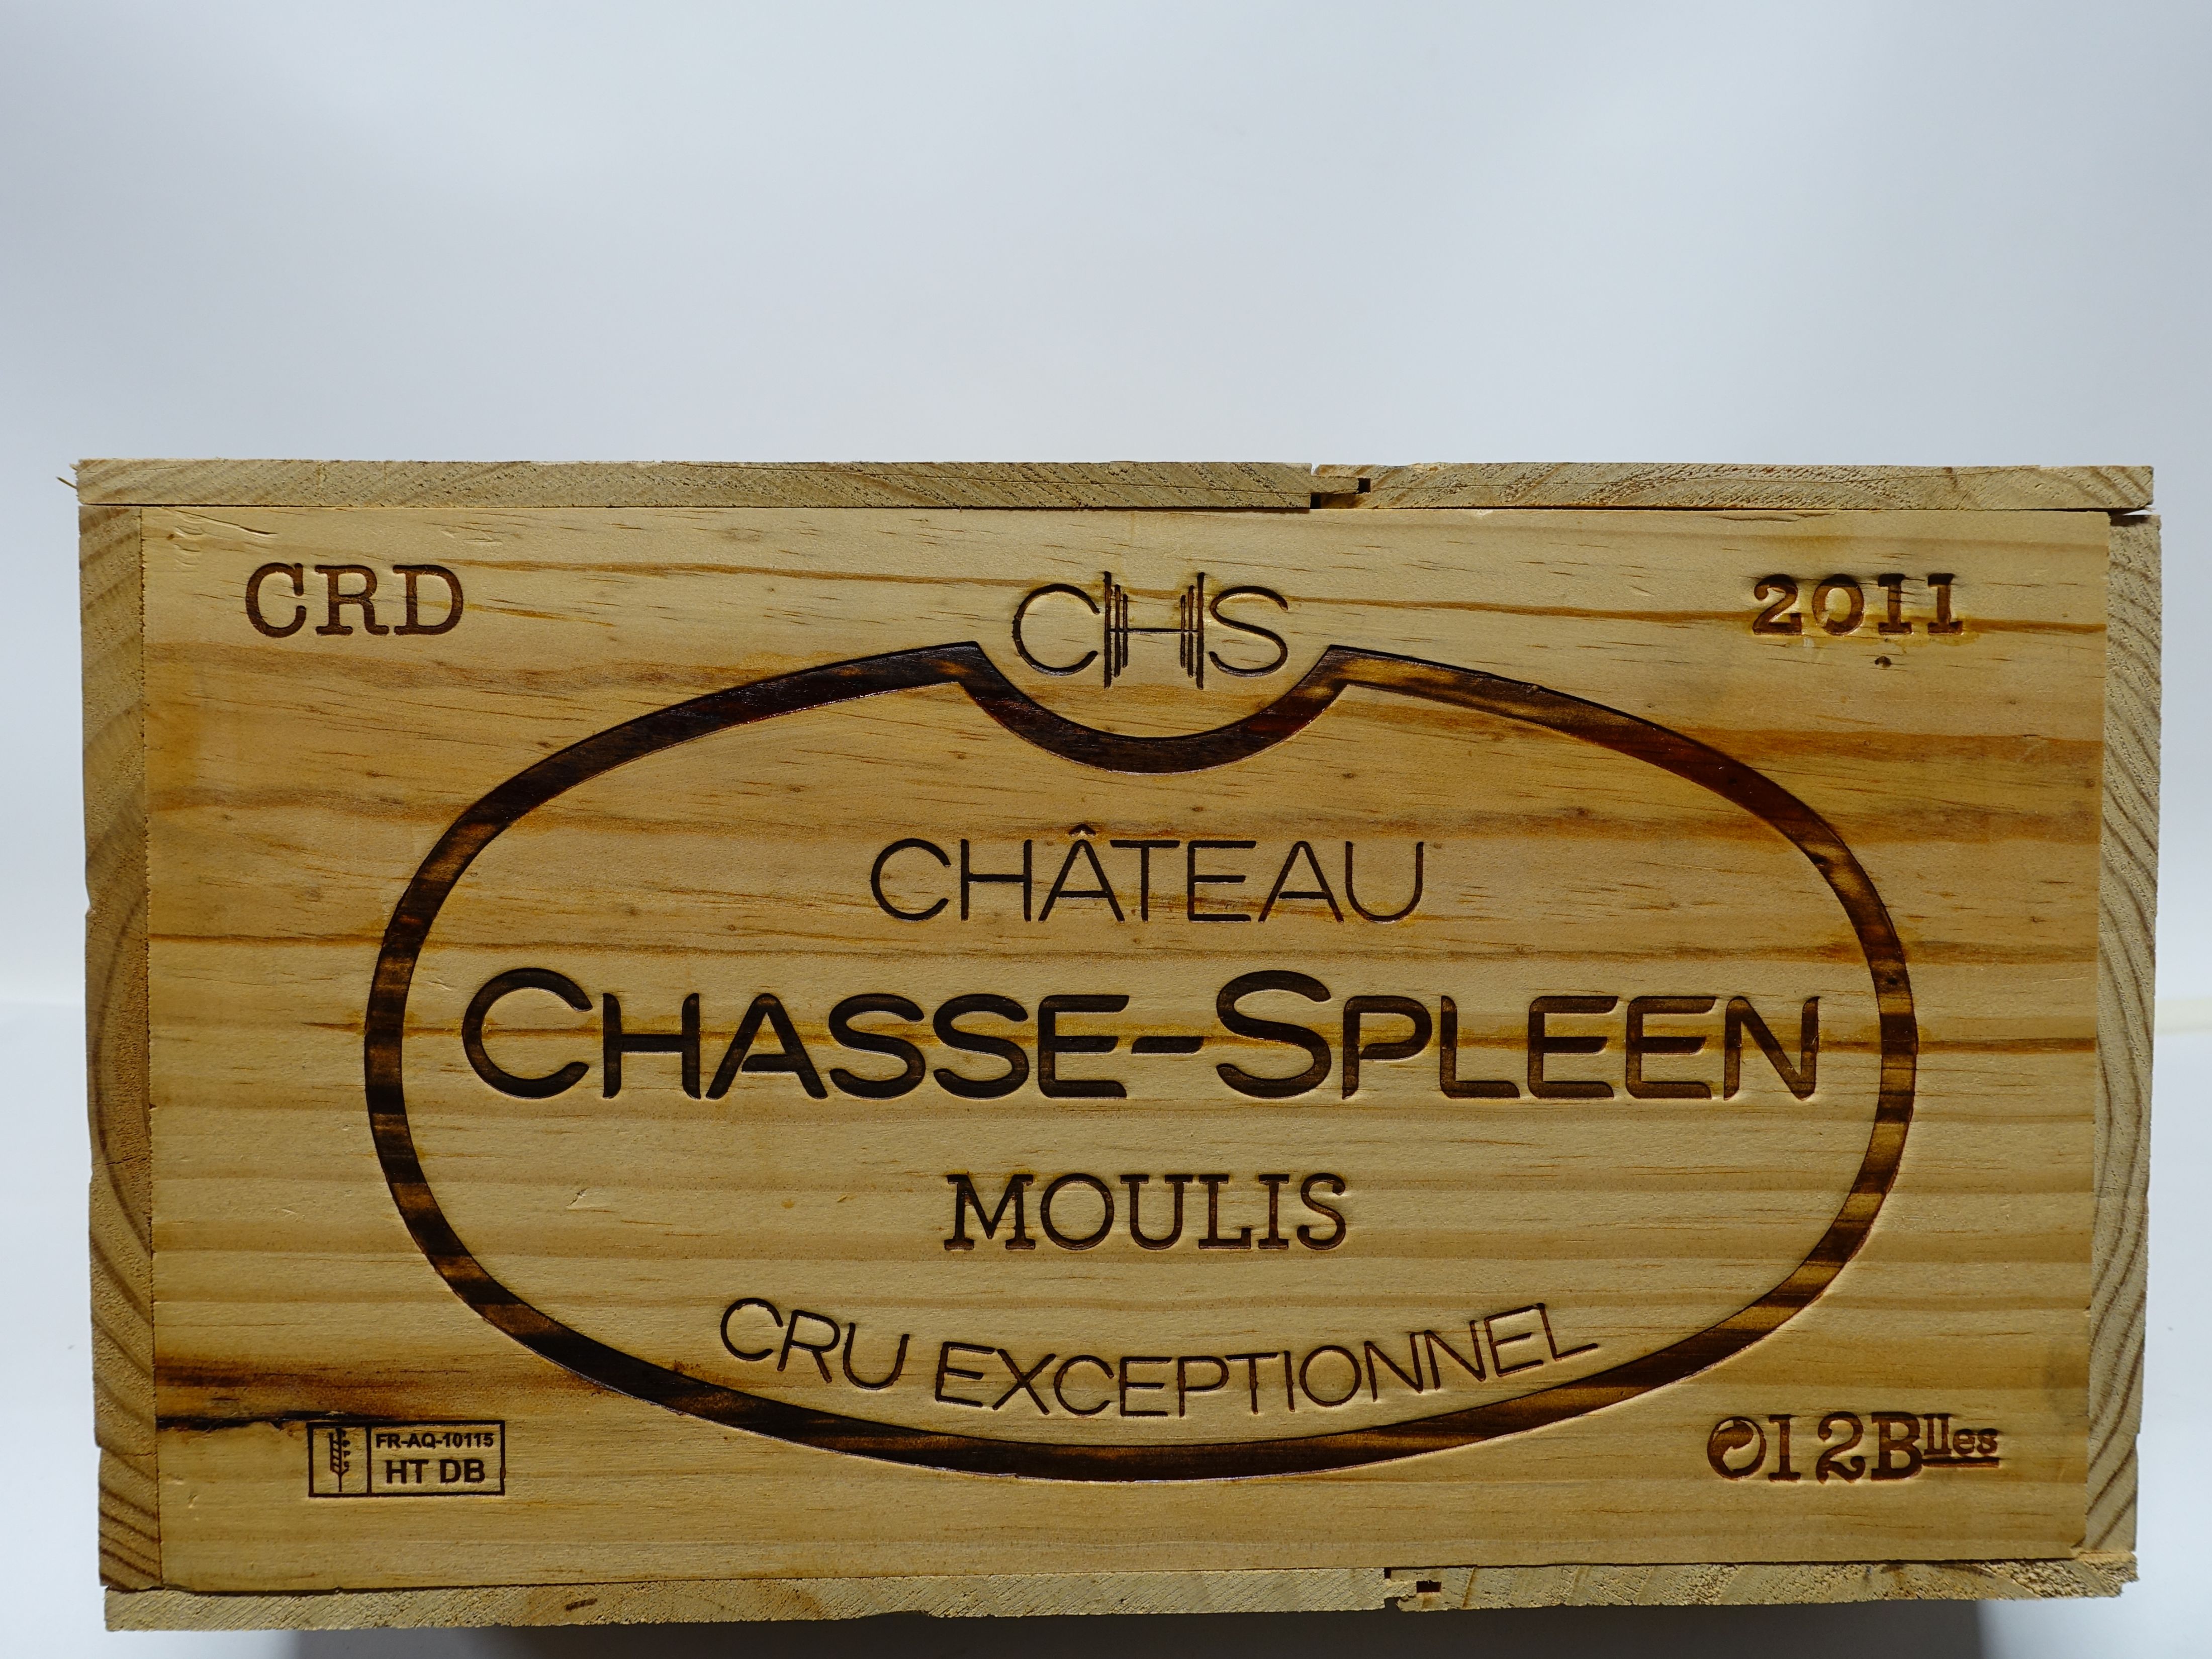 CRD
CHS
2011
CHÂTEAU
CHASSE-SPLEEN
MOULIS
CRU EXCEPTIONNEL
FR-AQ-10115
HT DB
12Blles